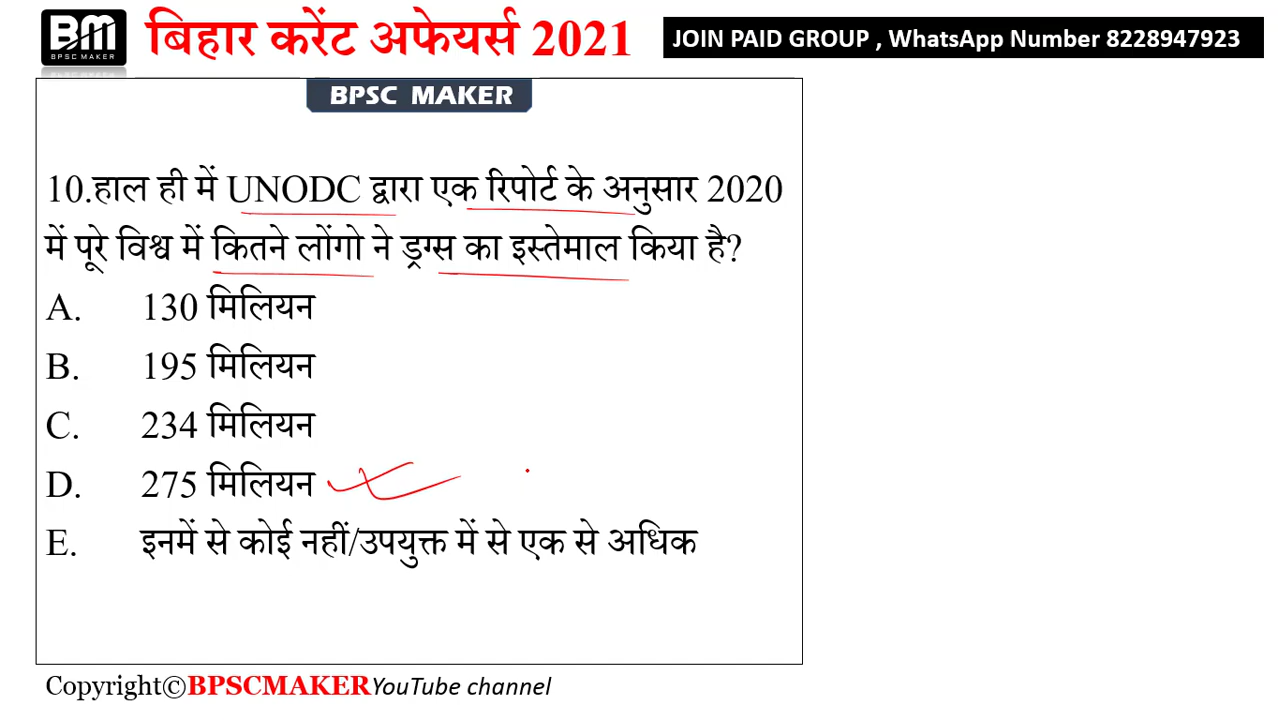 BM
BPSC MAKER
बिहार करेंट अफेयर्स 2021
JOIN PAID GROUP , WhatsApp Number 8228947923
BPSC MAKER
10.हाल ही में UNODC द्वारा एक रिपोर्ट के अनुसार 2020
में पूरे विश्व में कितने लोंगो ने ड्रग्स का इस्तेमाल किया है?
A. 130 मिलियन
B. 195 मिलियन
C. 234 मिलियन
D. 275 मिलियन
E. इनमें से कोई नहीं/उपयुक्त में से एक से अधिक
Copyright©BPSCMAKERYouTube channel